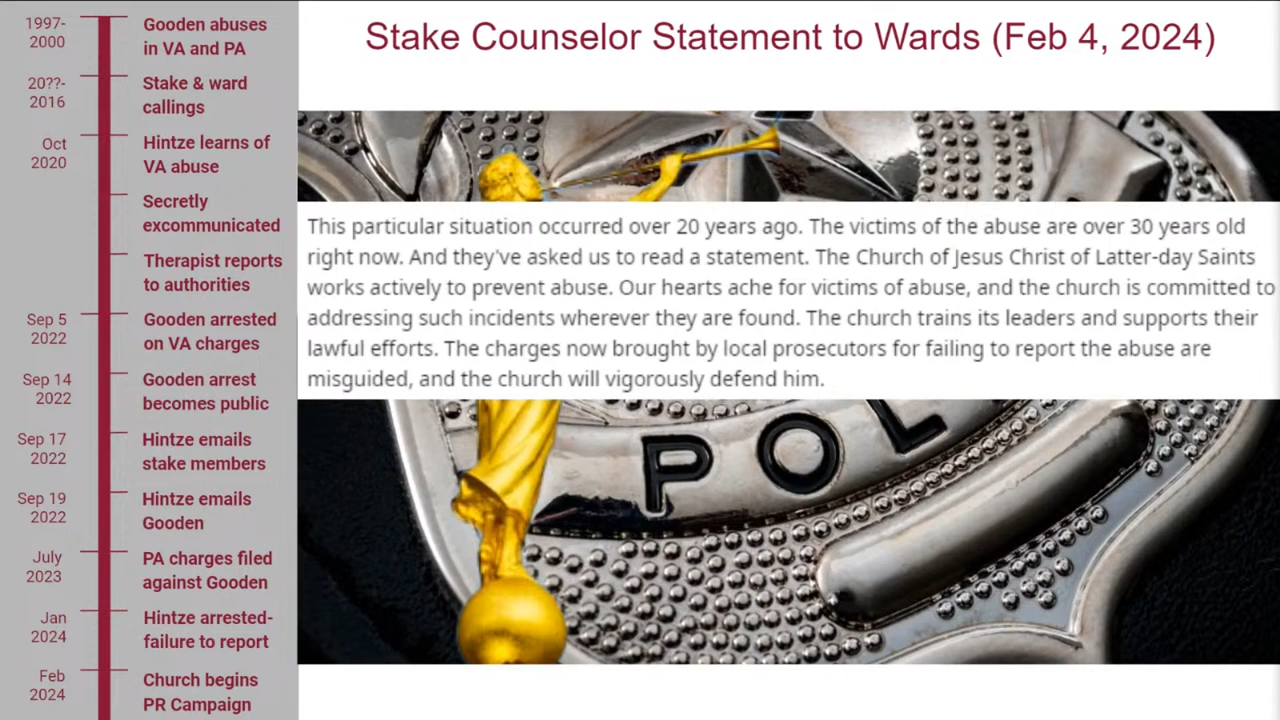 Stake Counselor Statement to Wards (Feb 4, 2024)
1997-
2000
Gooden abuses
in VA and PA
20??-
2016
Stake & ward
callings
Oct
2020
Hintze learns of
VA abuse
Secretly
excommunicated
Therapist reports
to authorities
Sep 5
2022
Gooden arrested
on VA charges
Sep 14
2022
Gooden arrest
becomes public
Sep 17
2022
Hintze emails
stake members
Sep 19
2022
Hintze emails
Gooden
July
2023
PA charges filed
against Gooden
Jan
2024
Hintze arrested-
failure to report
Feb
2024
Church begins
PR Campaign
This particular situation occurred over 20 years ago. The victims of the abuse are over 30 years old
right now. And they've asked us to read a statement. The Church of Jesus Christ of Latter-day Saints
works actively to prevent abuse. Our hearts ache for victims of abuse, and the church is committed to
addressing such incidents wherever they are found. The church trains its leaders and supports their
lawful efforts. The charges now brought by local prosecutors for failing to report the abuse are
misguided, and the church will vigorously defend him.
POL